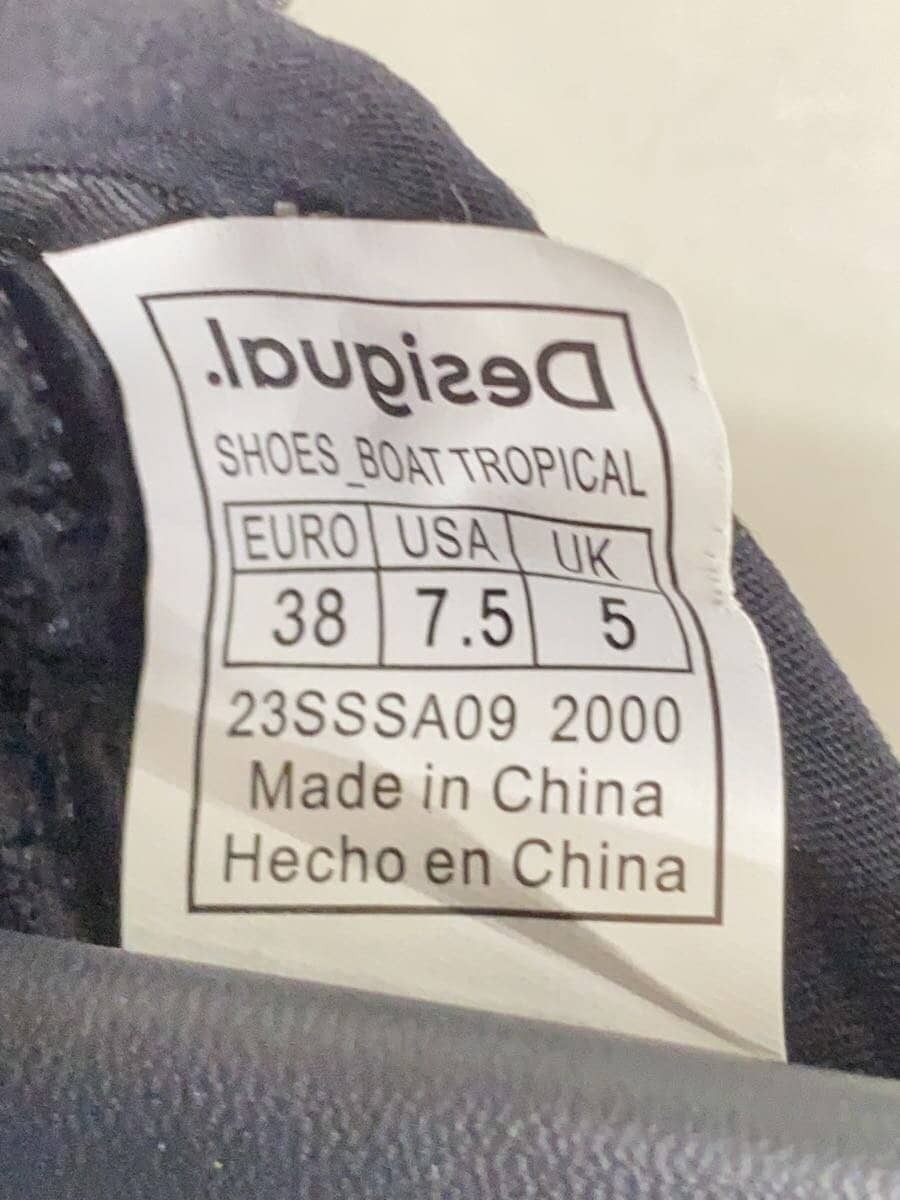 Desigual.
SHOES_BOAT TROPICAL
EURO USA UK
38 7.5 5
23SSSA09 2000
Made in China
Hecho en China